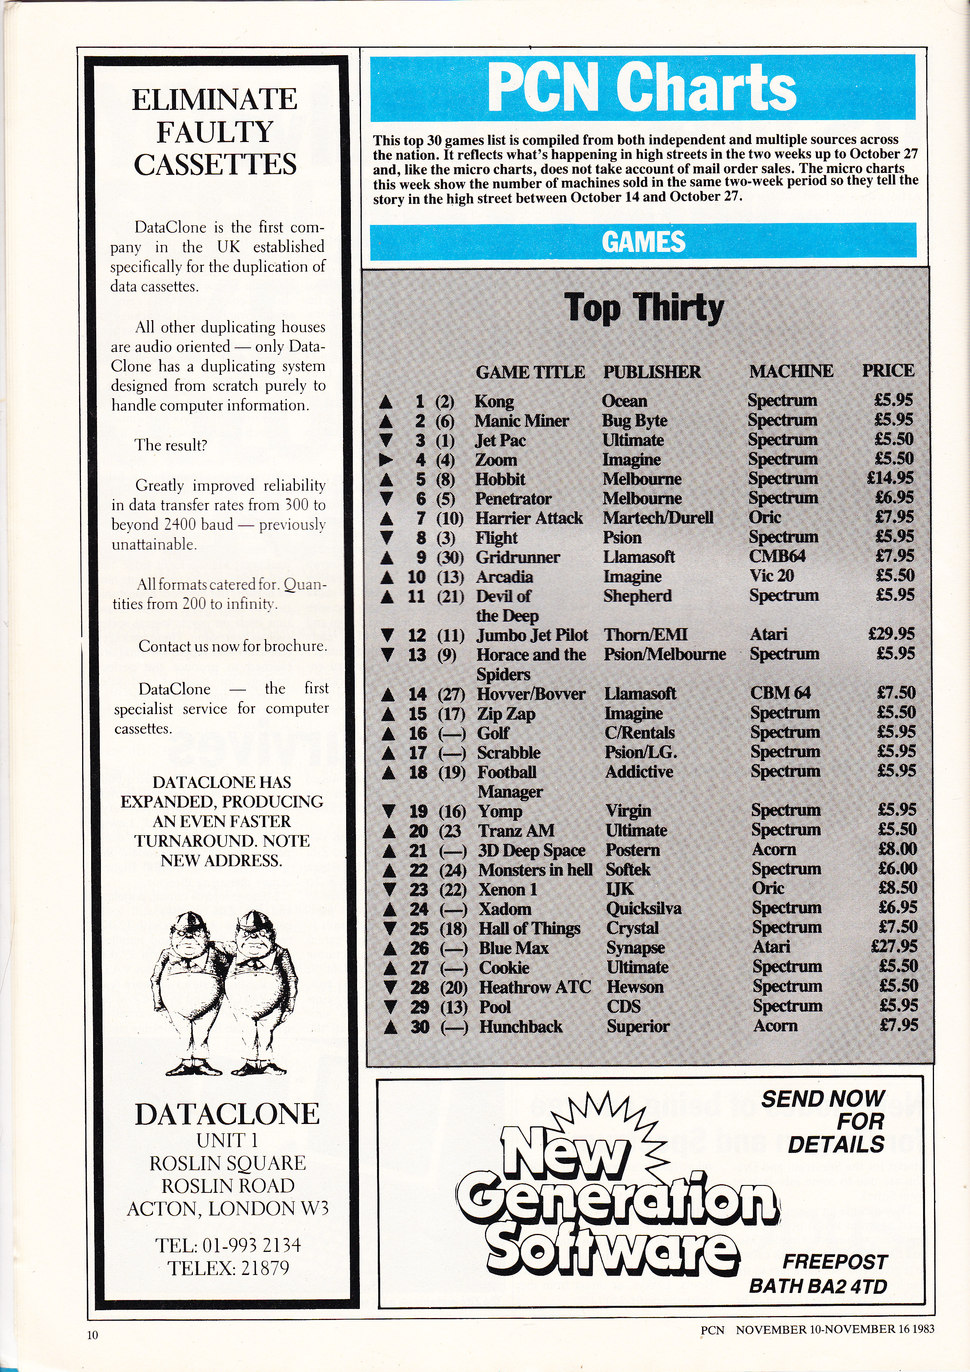 ELIMINATE
FAULTY
CASSETTES
DataClone is the first com-
pany in the UK established
specifically for the duplication of
data cassettes.
All other duplicating houses
are audio oriented — only Data-
Clone has a duplicating system
designed from scratch purely to
handle computer information.
The result?
Greatly improved reliability
in data transfer rates from 300 to
beyond 2400 baud — previously
unattainable.
All formats catered for. Quan-
tities from 200 to infinity.
Contact us now for brochure.
DataClone — the first
specialist service for computer
cassettes.
DATACLONE HAS
EXPANDED, PRODUCING
AN EVEN FASTER
TURNAROUND. NOTE
NEW ADDRESS.
DATACLONE
UNIT 1
ROSLIN SQUARE
ROSLIN ROAD
ACTON, LONDON W3
TEL: 01-993 2134
TELEX: 21879
PCN Charts
This top 30 games list is compiled from both independent and multiple sources across
the nation. It reflects what's happening in high streets in the two weeks up to October 27
and, like the micro charts, does not take account of mail order sales. The micro charts
this week show the number of machines sold in the same two-week period so they tell the
story in the high street between October 14 and October 27.
GAMES
Top Thirty
GAME TITLE PUBLISHER MACHINE PRICE
▲ 1 (2) Kong Ocean Spectrum £5.95
▲ 2 (6) Manic Miner Bug Byte Spectrum £5.95
▼ 3 (1) Jet Pac Ultimate Spectrum £5.50
▶ 4 (4) Zoom Imagine Spectrum £5.50
▲ 5 (8) Hobbit Melbourne Spectrum £14.95
▼ 6 (5) Penetrator Melbourne Spectrum £6.95
▲ 7 (10) Harrier Attack Martech/Durell Oric £7.95
▼ 8 (3) Flight Psion Spectrum £5.95
▲ 9 (30) Gridrunner Llamasoft CMB64 £7.95
▲ 10 (13) Arcadia Imagine Vic 20 £5.50
▲ 11 (21) Devil of Shepherd Spectrum £5.95
the Deep
▼ 12 (11) Jumbo Jet Pilot Thorn/EMI Atari £29.95
▼ 13 (9) Horace and the Psion/Melbourne Spectrum £5.95
Spiders
▲ 14 (27) Hovver/Bovver Llamasoft CBM 64 £7.50
▲ 15 (17) Zip Zap Imagine Spectrum £5.50
▲ 16 (—) Golf C/Rentals Spectrum £5.95
▲ 17 (—) Scrabble Psion/LG. Spectrum £5.95
▲ 18 (19) Football Addictive Spectrum £5.95
Manager
▼ 19 (16) Yomp Virgin Spectrum £5.95
▲ 20 (23 Tranz AM Ultimate Spectrum £5.50
▲ 21 (—) 3D Deep Space Postern Acorn £8.00
▲ 22 (24) Monsters in hell Softek Spectrum £6.00
▼ 23 (22) Xenon 1 IJK Oric £8.50
▲ 24 (—) Xadom Quicksilva Spectrum £6.95
▼ 25 (18) Hall of Things Crystal Spectrum £7.50
▲ 26 (—) Blue Max Synapse Atari £27.95
▲ 27 (—) Cookie Ultimate Spectrum £5.50
▼ 28 (20) Heathrow ATC Hewson Spectrum £5.50
▼ 29 (13) Pool CDS Spectrum £5.95
▲ 30 (—) Hunchback Superior Acorn £7.95
New
Generation
Software
SEND NOW
FOR
DETAILS
FREEPOST
BATH BA2 4TD
10
PCN NOVEMBER 10-NOVEMBER 16 1983